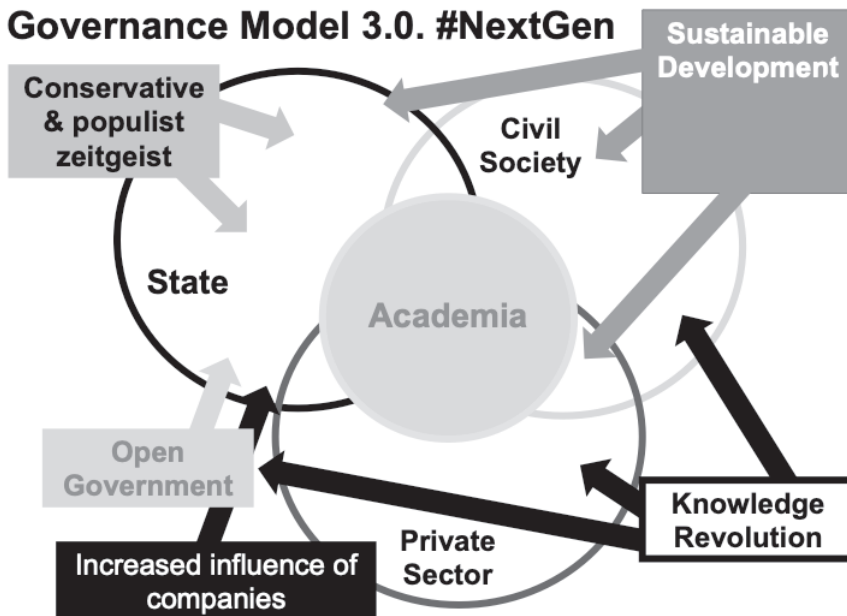 Governance Model 3.0. #NextGen
Sustainable
Development
Conservative
& populist
zeitgeist
Civil
Society
State
Academia
Open
Government
Knowledge
Revolution
Private
Sector
Increased influence of
companies